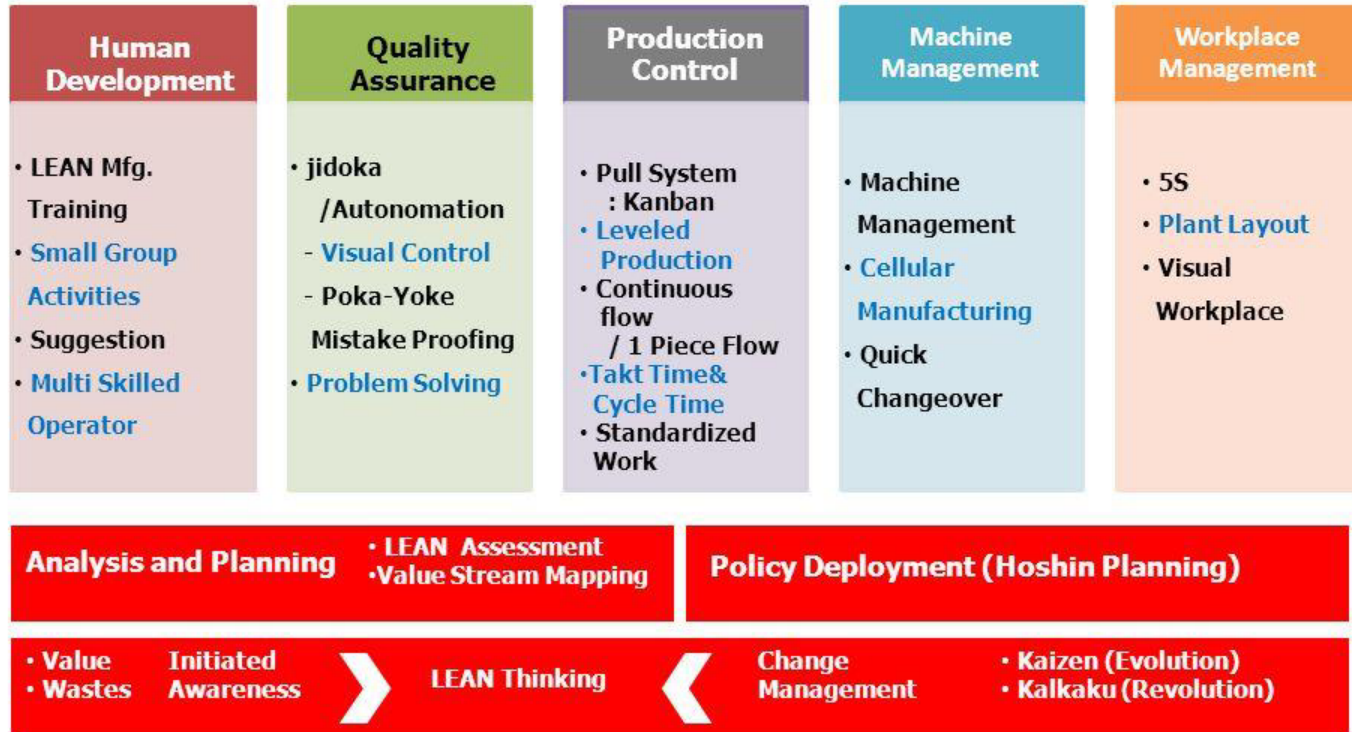 Human
Development
Quality
Assurance
Production
Control
Machine
Management
Workplace
Management
• LEAN Mfg.
Training
• Small Group
Activities
• Suggestion
• Multi Skilled
Operator
• jidoka
/Autonomation
- Visual Control
- Poka-Yoke
Mistake Proofing
• Problem Solving
• Pull System
: Kanban
• Leveled
Production
• Continuous
flow
/ 1 Piece Flow
•Takt Time&
Cycle Time
• Standardized
Work
• Machine
Management
• Cellular
Manufacturing
• Quick
Changeover
• 5S
• Plant Layout
• Visual
Workplace
Analysis and Planning
• LEAN Assessment
•Value Stream Mapping
Policy Deployment (Hoshin Planning)
• Value
• Wastes
Initiated
Awareness
LEAN Thinking
Change
Management
• Kaizen (Evolution)
• Kalkaku (Revolution)